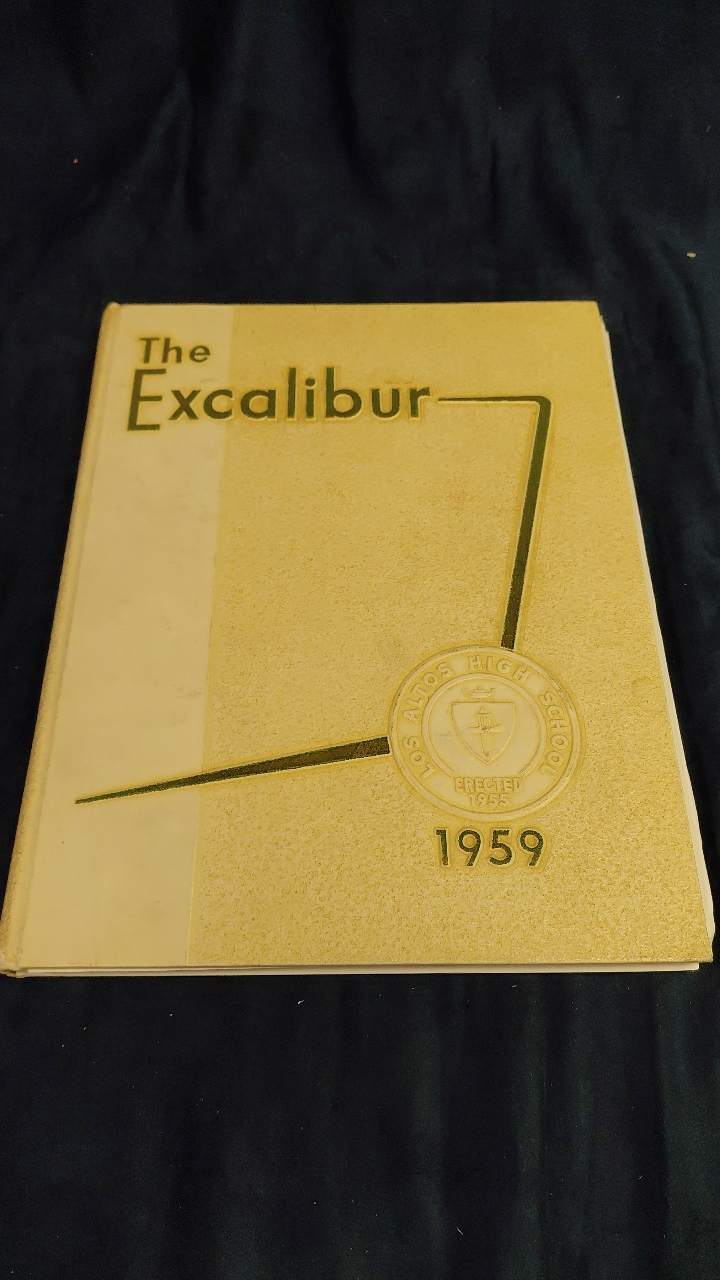 The
Excalibur
LOS ALTOS HIGH SCHOOL
ERECTED
1955
1959